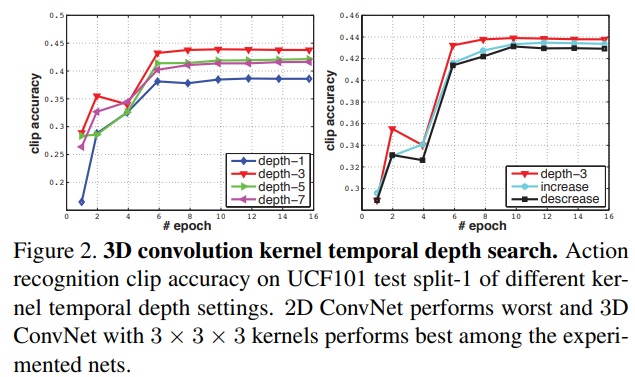 0.5
0.45
0.4
0.35
0.3
0.25
0.2
clip accuracy
0 2 4 6 8 10 12 14 16
# epoch
depth-1
depth-3
depth-5
depth-7
0.46
0.44
0.42
0.4
0.38
0.36
0.34
0.32
0.3
clip accuracy
0 2 4 6 8 10 12 14 16
# epoch
depth-3
increase
descrease
Figure 2. 3D convolution kernel temporal depth search. Action
recognition clip accuracy on UCF101 test split-1 of different ker-
nel temporal depth settings. 2D ConvNet performs worst and 3D
ConvNet with 3 × 3 × 3 kernels performs best among the experi-
mented nets.